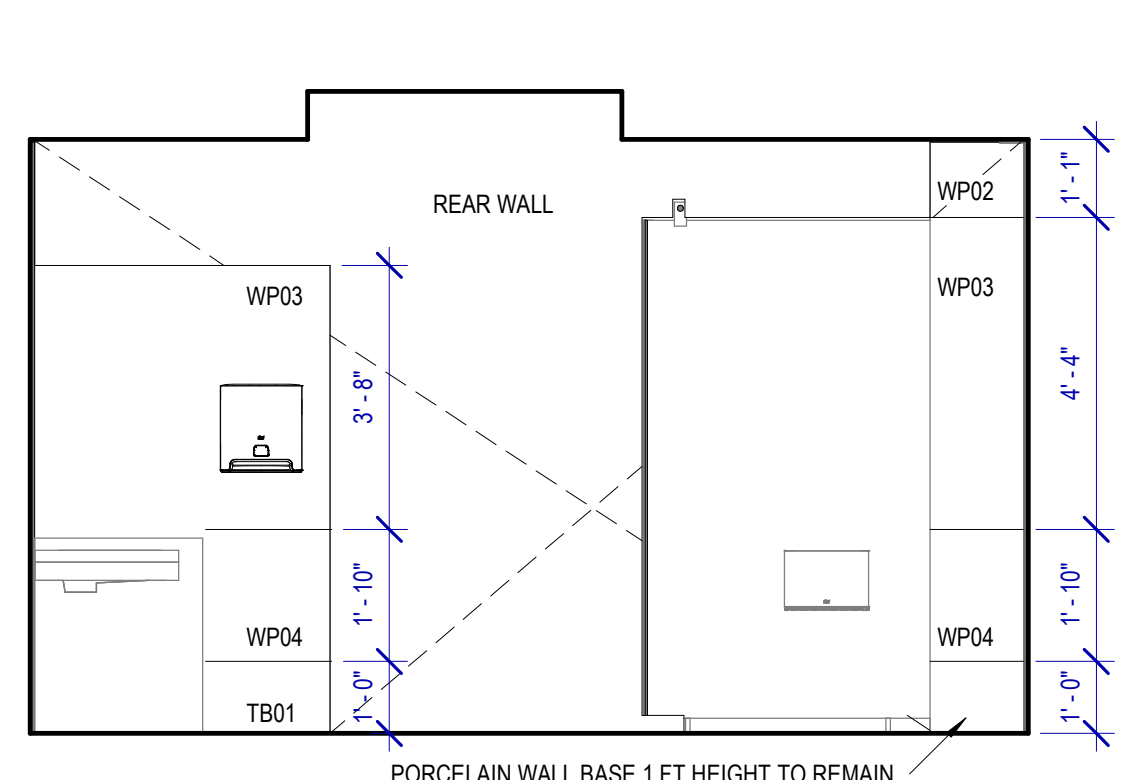 REAR WALL
WP02
1' - 1"
WP03
WP03
3' - 8"
4' - 4"
1' - 10"
1' - 10"
WP04
WP04
TB01
1' - 0"
1' - 0"
PORCELAIN WALL BASE 1 FT HEIGHT TO REMAIN